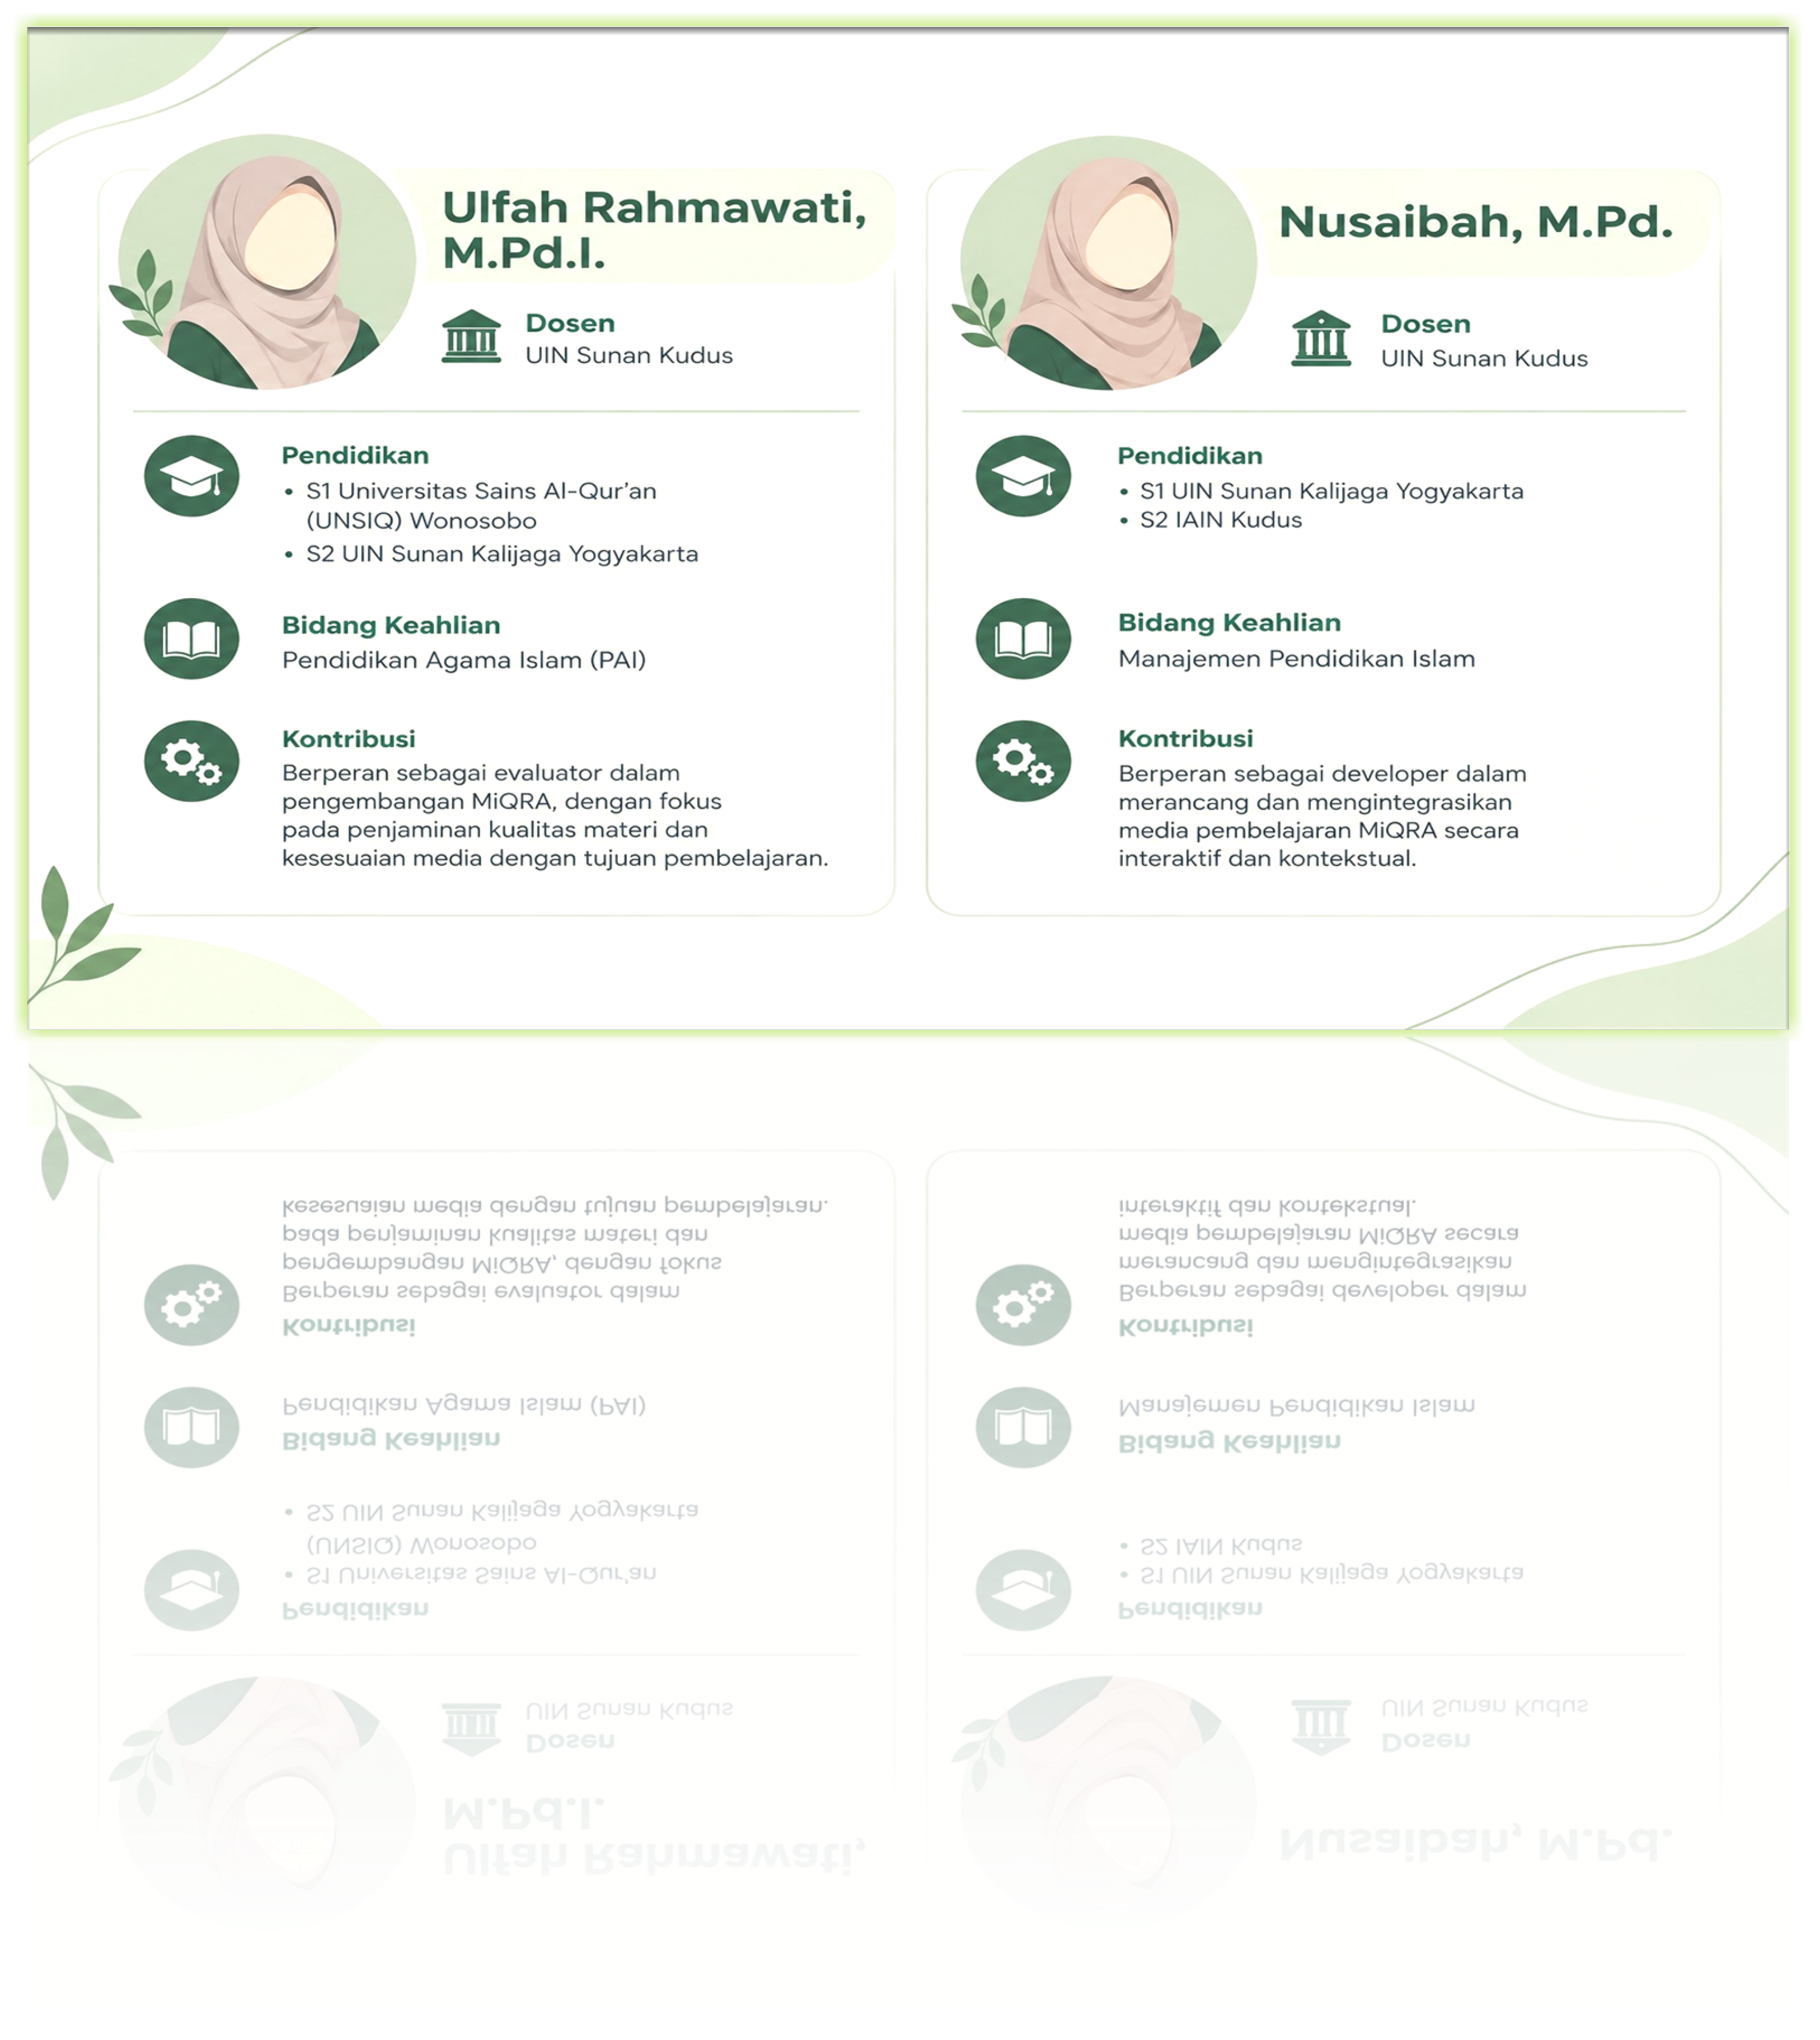 Ulfah Rahmawati,
M.Pd.I.
Dosen
UIN Sunan Kudus
Pendidikan
• S1 Universitas Sains Al-Qur'an
(UNSIQ) Wonosobo
• S2 UIN Sunan Kalijaga Yogyakarta
Bidang Keahlian
Pendidikan Agama Islam (PAI)
Kontribusi
Berperan sebagai evaluator dalam
pengembangan MiQRA, dengan fokus
pada penjaminan kualitas materi dan
kesesuaian media dengan tujuan pembelajaran.
Nusaibah, M.Pd.
Dosen
UIN Sunan Kudus
Pendidikan
• S1 UIN Sunan Kalijaga Yogyakarta
• S2 IAIN Kudus
Bidang Keahlian
Manajemen Pendidikan Islam
Kontribusi
Berperan sebagai developer dalam
merancang dan mengintegrasikan
media pembelajaran MiQRA secara
interaktif dan kontekstual.